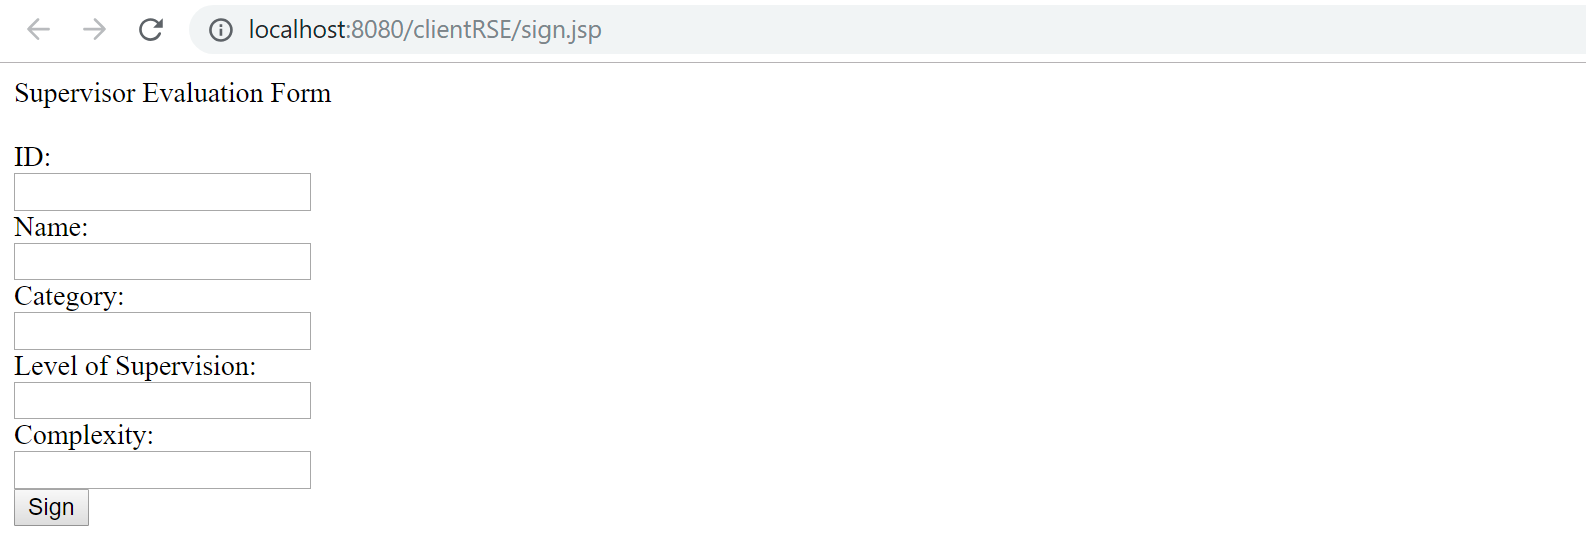 localhost:8080/clientRSE/sign.jsp
Supervisor Evaluation Form
ID:
Name:
Category:
Level of Supervision:
Complexity:
Sign